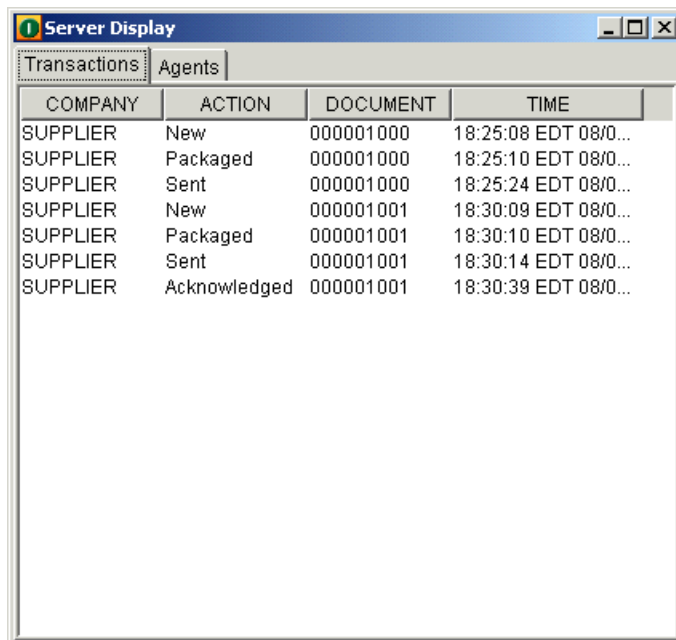 Server Display
Transactions Agents
COMPANY ACTION DOCUMENT TIME
SUPPLIER New 000001000 18:25:08 EDT 08/0...
SUPPLIER Packaged 000001000 18:25:10 EDT 08/0...
SUPPLIER Sent 000001000 18:25:24 EDT 08/0...
SUPPLIER New 000001001 18:30:09 EDT 08/0...
SUPPLIER Packaged 000001001 18:30:10 EDT 08/0...
SUPPLIER Sent 000001001 18:30:14 EDT 08/0...
SUPPLIER Acknowledged 000001001 18:30:39 EDT 08/0...